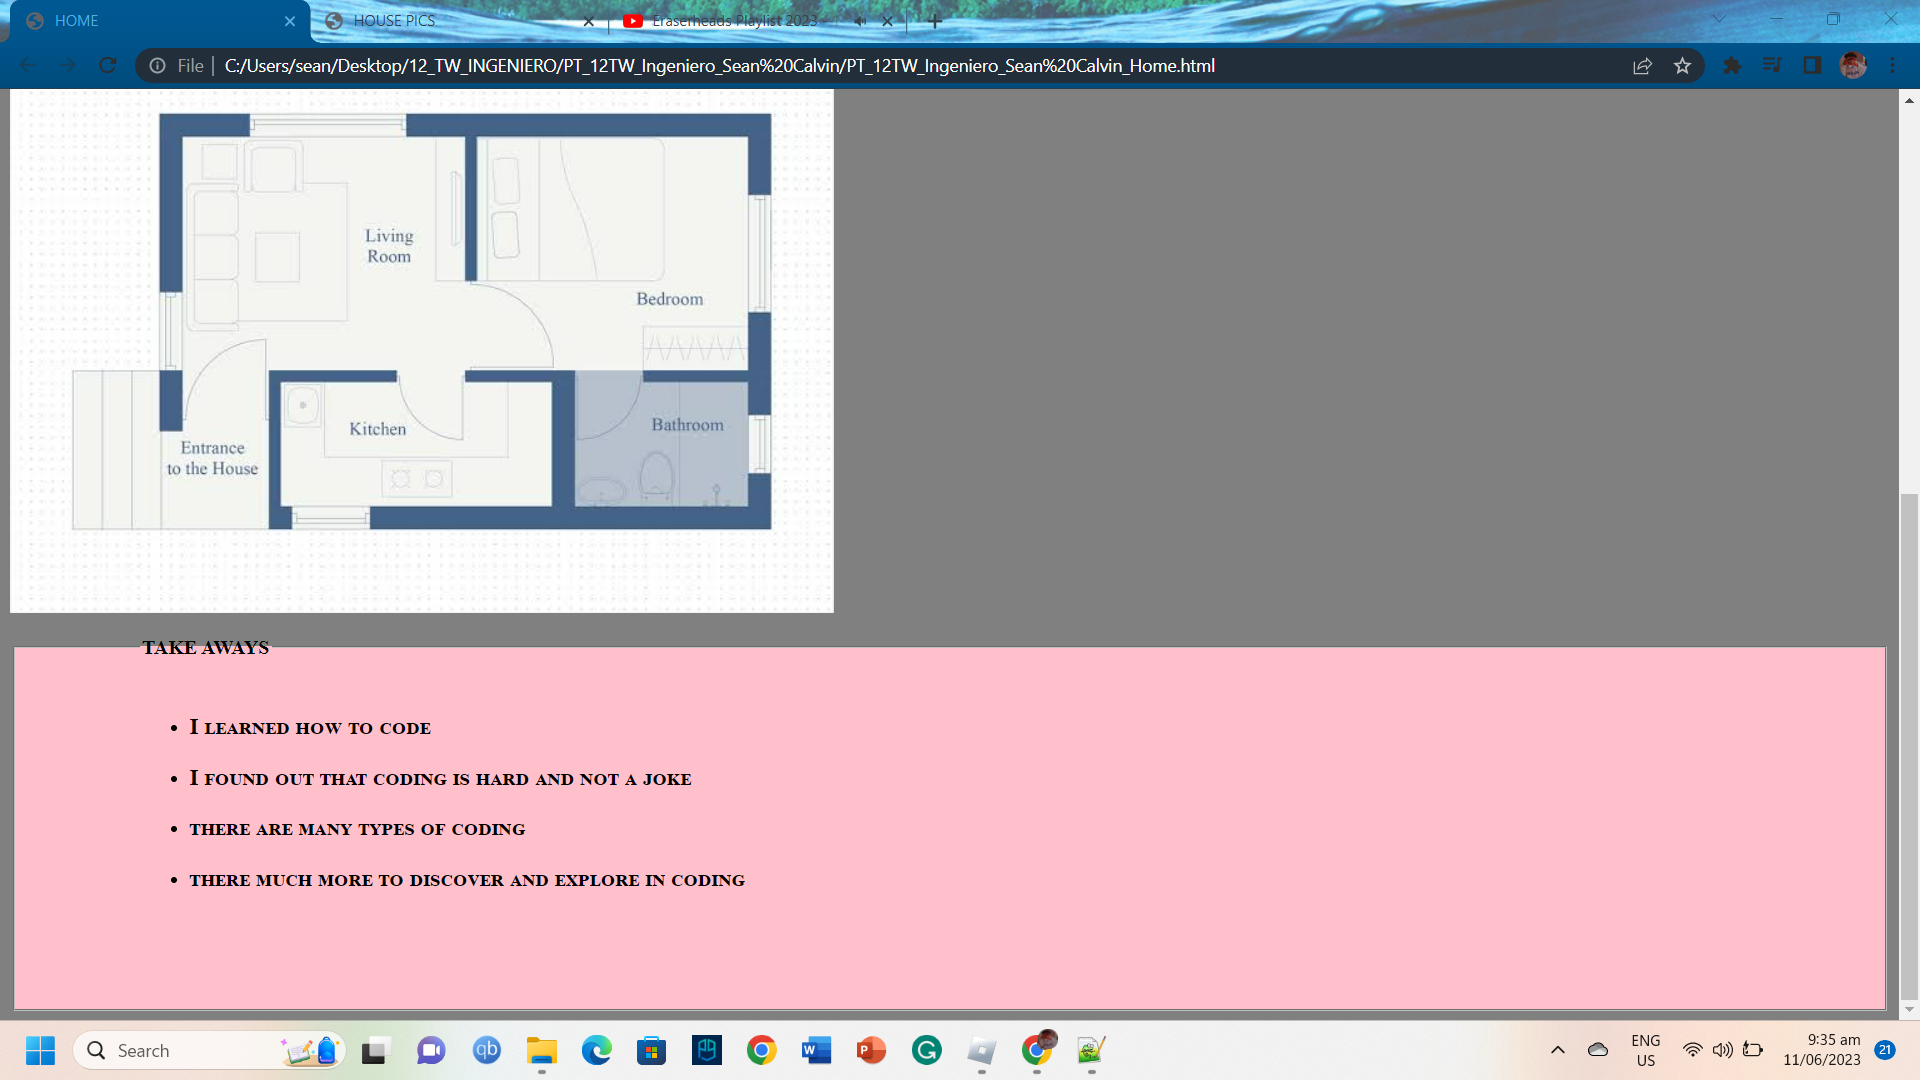 HOME
HOUSE PICS
Eraserheads Playlist 2023
File
C:/Users/sean/Desktop/12_TW_INGENIERO/PT_12TW_Ingeniero_Sean%20Calvin/PT_12TW_Ingeniero_Sean%20Calvin_Home.html
Living
Room
Bedroom
Kitchen
Bathroom
Entrance
to the House
TAKE AWAYS
• I LEARNED HOW TO CODE
• I FOUND OUT THAT CODING IS HARD AND NOT A JOKE
• THERE ARE MANY TYPES OF CODING
• THERE MUCH MORE TO DISCOVER AND EXPLORE IN CODING
Search
qb
W
P
G
ENG
US
9:35 am
11/06/2023
21